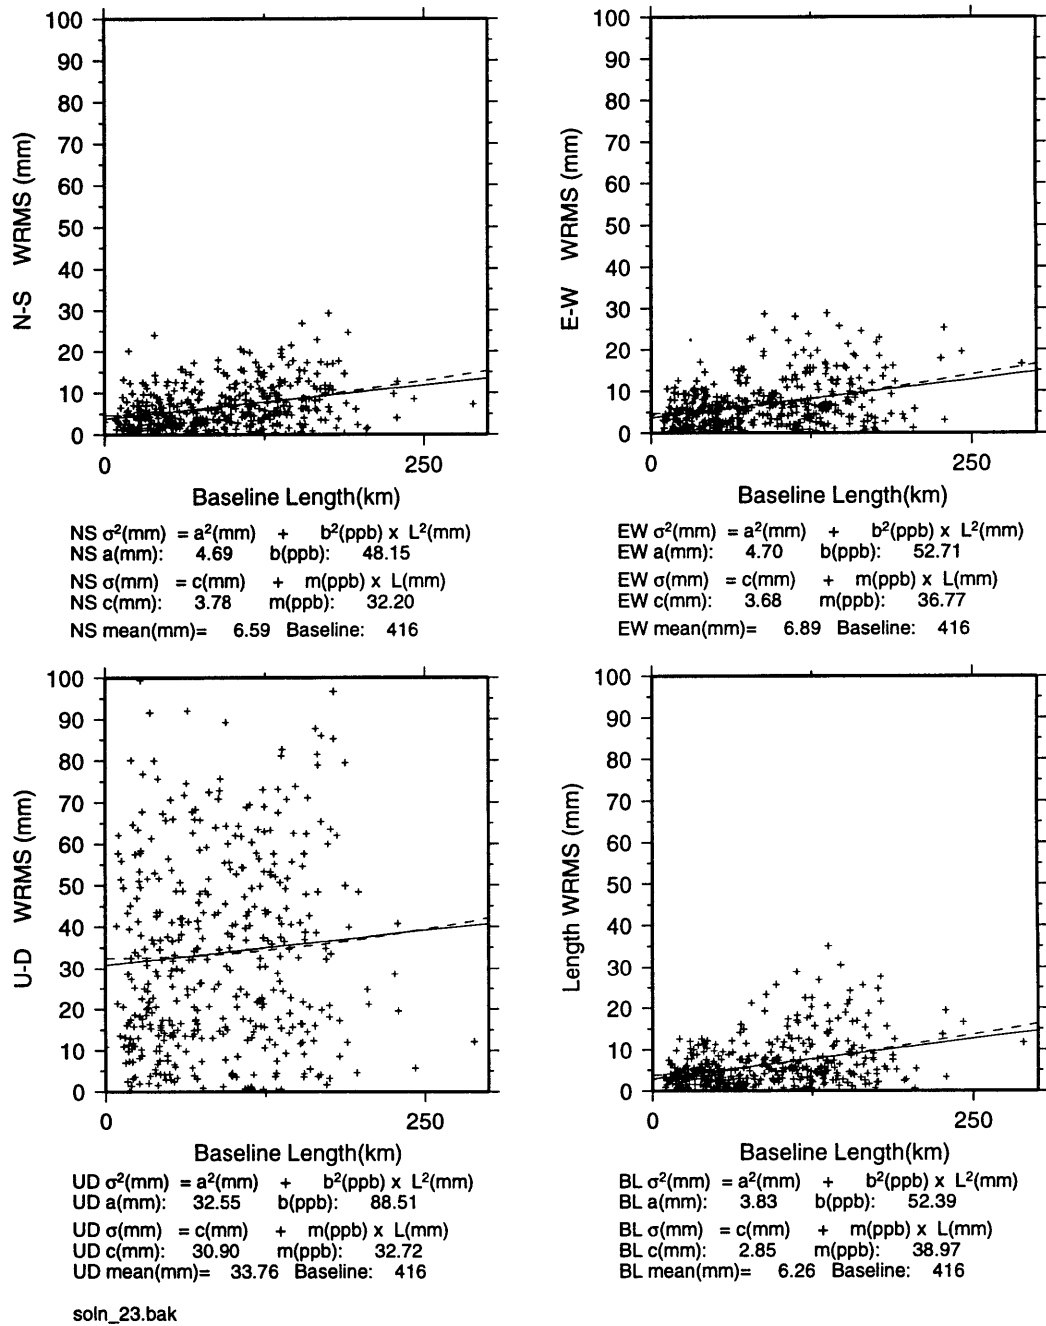 100
90
80
70
60
50
40
30
20
10
0
N-S WRMS (mm)
0 250
Baseline Length(km)
NS σ²(mm) = a²(mm) + b²(ppb) x L²(mm)
NS a(mm): 4.69 b(ppb): 48.15
NS σ(mm) = c(mm) + m(ppb) x L(mm)
NS c(mm): 3.78 m(ppb): 32.20
NS mean(mm)= 6.59 Baseline: 416
100
90
80
70
60
50
40
30
20
10
0
E-W WRMS (mm)
0 250
Baseline Length(km)
EW σ²(mm) = a²(mm) + b²(ppb) x L²(mm)
EW a(mm): 4.70 b(ppb): 52.71
EW σ(mm) = c(mm) + m(ppb) x L(mm)
EW c(mm): 3.68 m(ppb): 36.77
EW mean(mm)= 6.89 Baseline: 416
100
90
80
70
60
50
40
30
20
10
0
U-D WRMS (mm)
0 250
Baseline Length(km)
UD σ²(mm) = a²(mm) + b²(ppb) x L²(mm)
UD a(mm): 32.55 b(ppb): 88.51
UD σ(mm) = c(mm) + m(ppb) x L(mm)
UD c(mm): 30.90 m(ppb): 32.72
UD mean(mm)= 33.76 Baseline: 416
100
90
80
70
60
50
40
30
20
10
0
Length WRMS (mm)
0 250
Baseline Length(km)
BL σ²(mm) = a²(mm) + b²(ppb) x L²(mm)
BL a(mm): 3.83 b(ppb): 52.39
BL σ(mm) = c(mm) + m(ppb) x L(mm)
BL c(mm): 2.85 m(ppb): 38.97
BL mean(mm)= 6.26 Baseline: 416
soln_23.bak